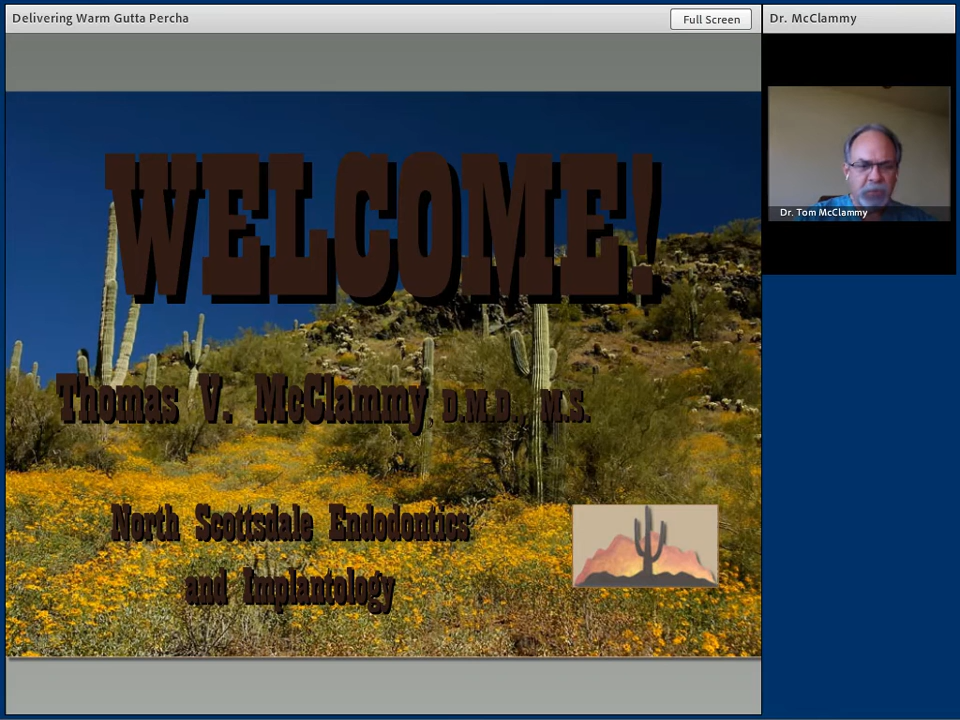 Delivering Warm Gutta Percha
Full Screen
Dr. McClammy
WELCOME!
Thomas V. McClammy, D.M.D., M.S.
North Scottsdale Endodontics
and Implantology
Dr. Tom McClammy